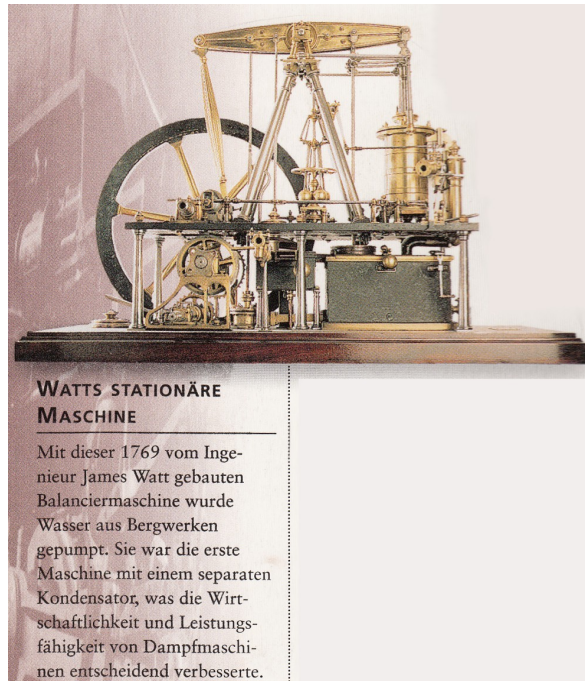 WATTS STATIONÄRE
MASCHINE
Mit dieser 1769 vom Inge-
nieur James Watt gebauten
Balanciermaschine wurde
Wasser aus Bergwerken
gepumpt. Sie war die erste
Maschine mit einem separaten
Kondensator, was die Wirt-
schaftlichkeit und Leistungs-
fähigkeit von Dampfmaschi-
nen entscheidend verbesserte.